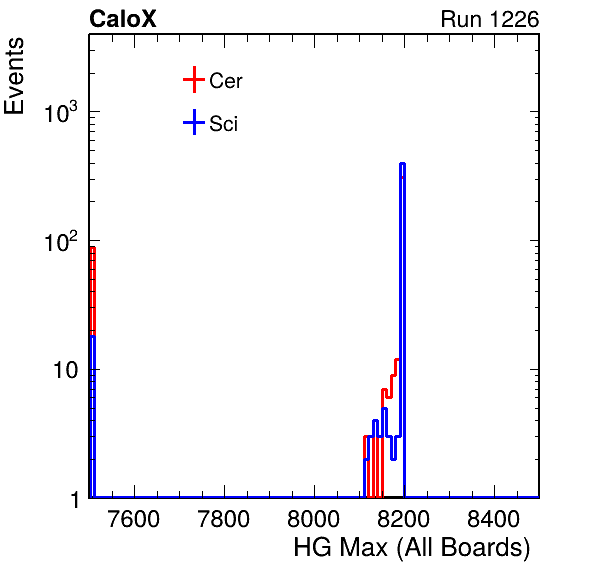 CaloX Run 1226
Events
Cer
Sci
10³
10²
10
1
7600 7800 8000 8200 8400
HG Max (All Boards)